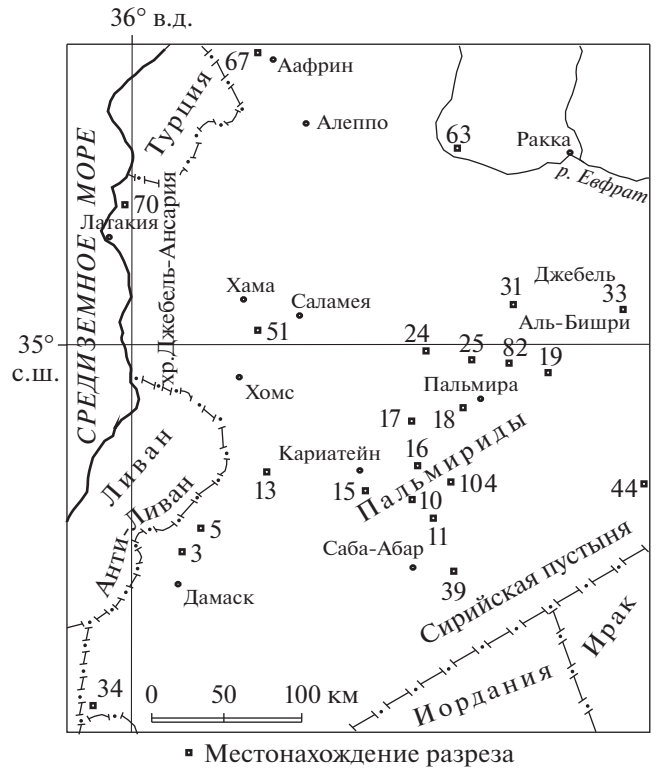 36° в.д.
67
Аафрин
Турция
Алеппо
63
Ракка
р. Евфрат
СРЕДИЗЕМНОЕ МОРЕ
70
Латакия
хр.Джебель-Ансария
Хама
Саламея
31
Джебель
33
51
Аль-Бишри
35°
с.ш.
24
25
82
19
Хомс
Пальмира
17
18
Ливан
Кариатейн
16
Пальмириды
13
15
104
44
10
Анти-Ливан
5
11
3
Саба-Абар
39
Дамаск
Сирийская пустыня
Ирак
Иордания
34
0 50 100 км
Местонахождение разреза